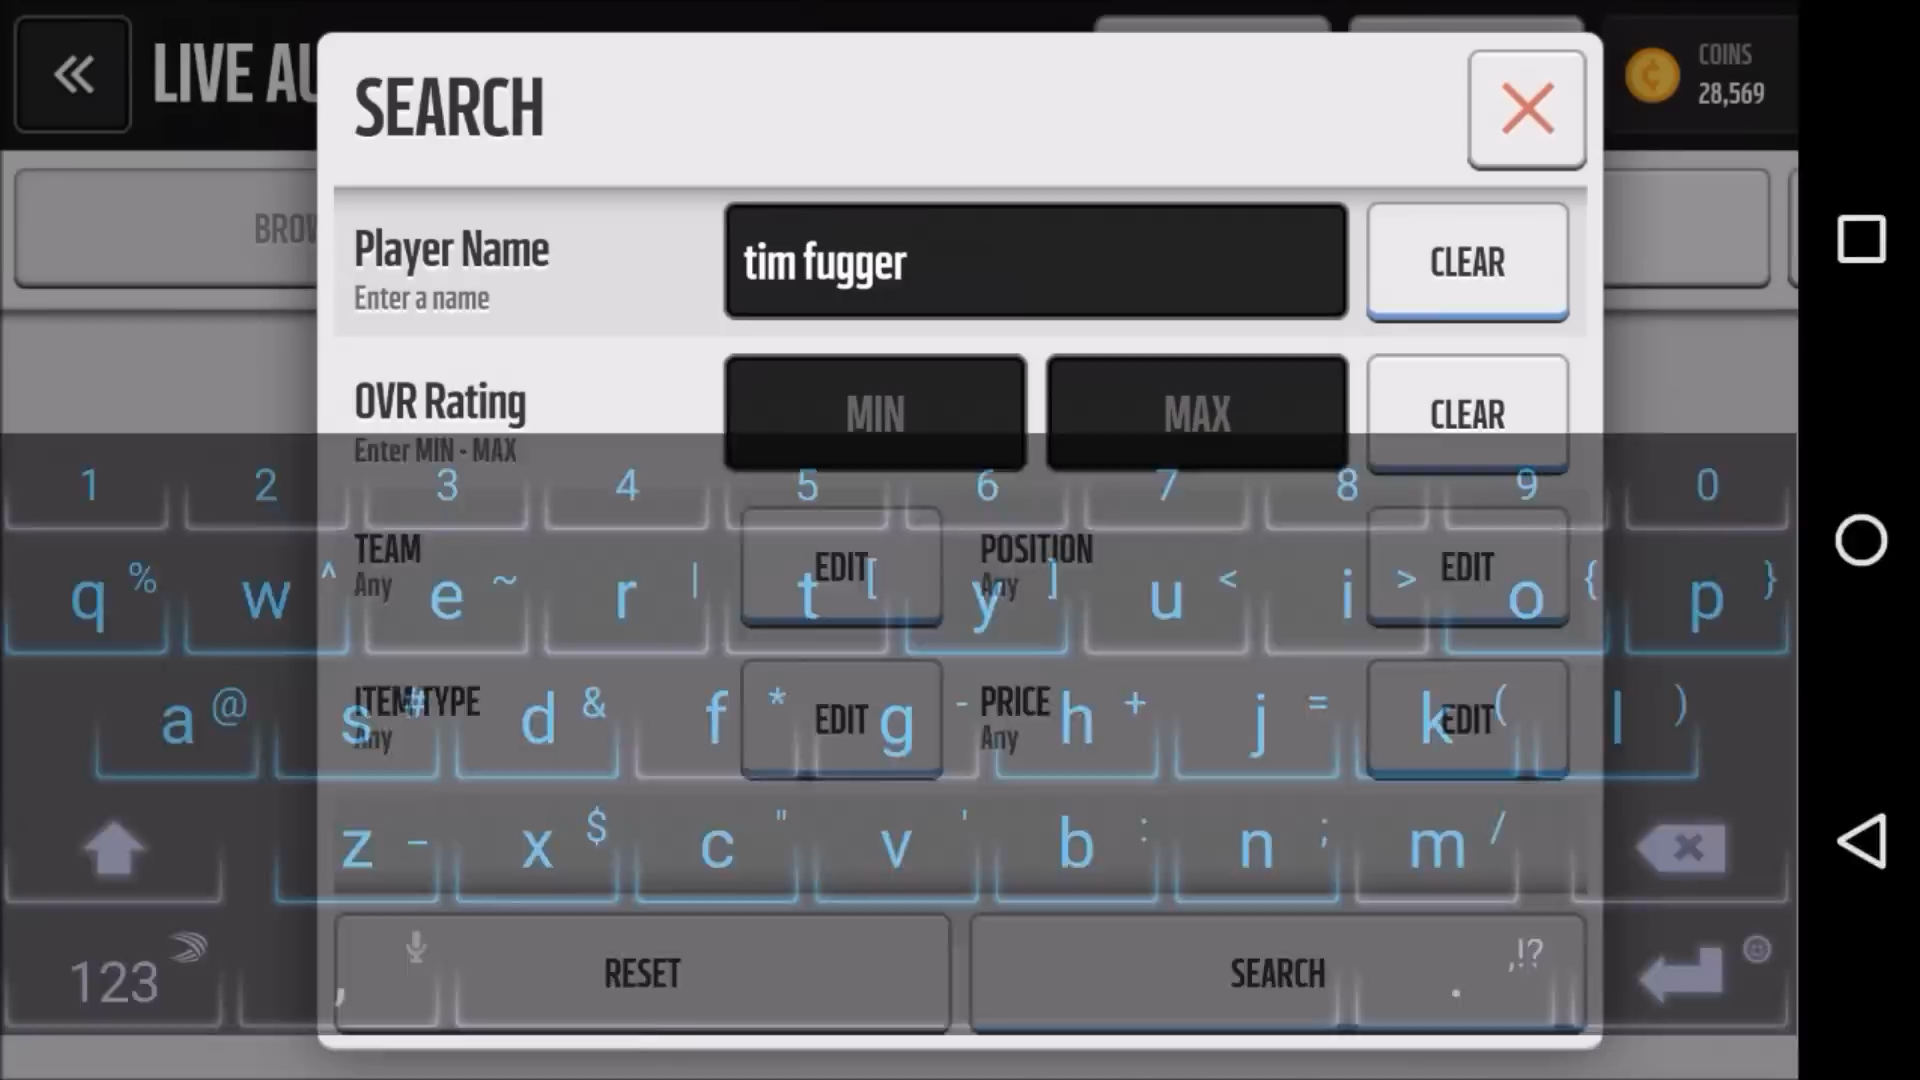 LIVE AU
COINS
28,569
SEARCH
BROW
Player Name
Enter a name
tim fugger
CLEAR
OVR Rating
Enter MIN - MAX
MIN
MAX
CLEAR
1 2 3 4 5 6 7 8 9 0
TEAM
Any
EDIT
POSITION
Any
EDIT
q % w ^ e ~ r | t [ y ] u < i > o { p }
ITEM TYPE
Any
EDIT
PRICE
Any
EDIT
a @ s # d & f * g - h + j = k ( l )
z _ x $ c " v ' b : n ; m /
123 , RESET SEARCH . ,!?